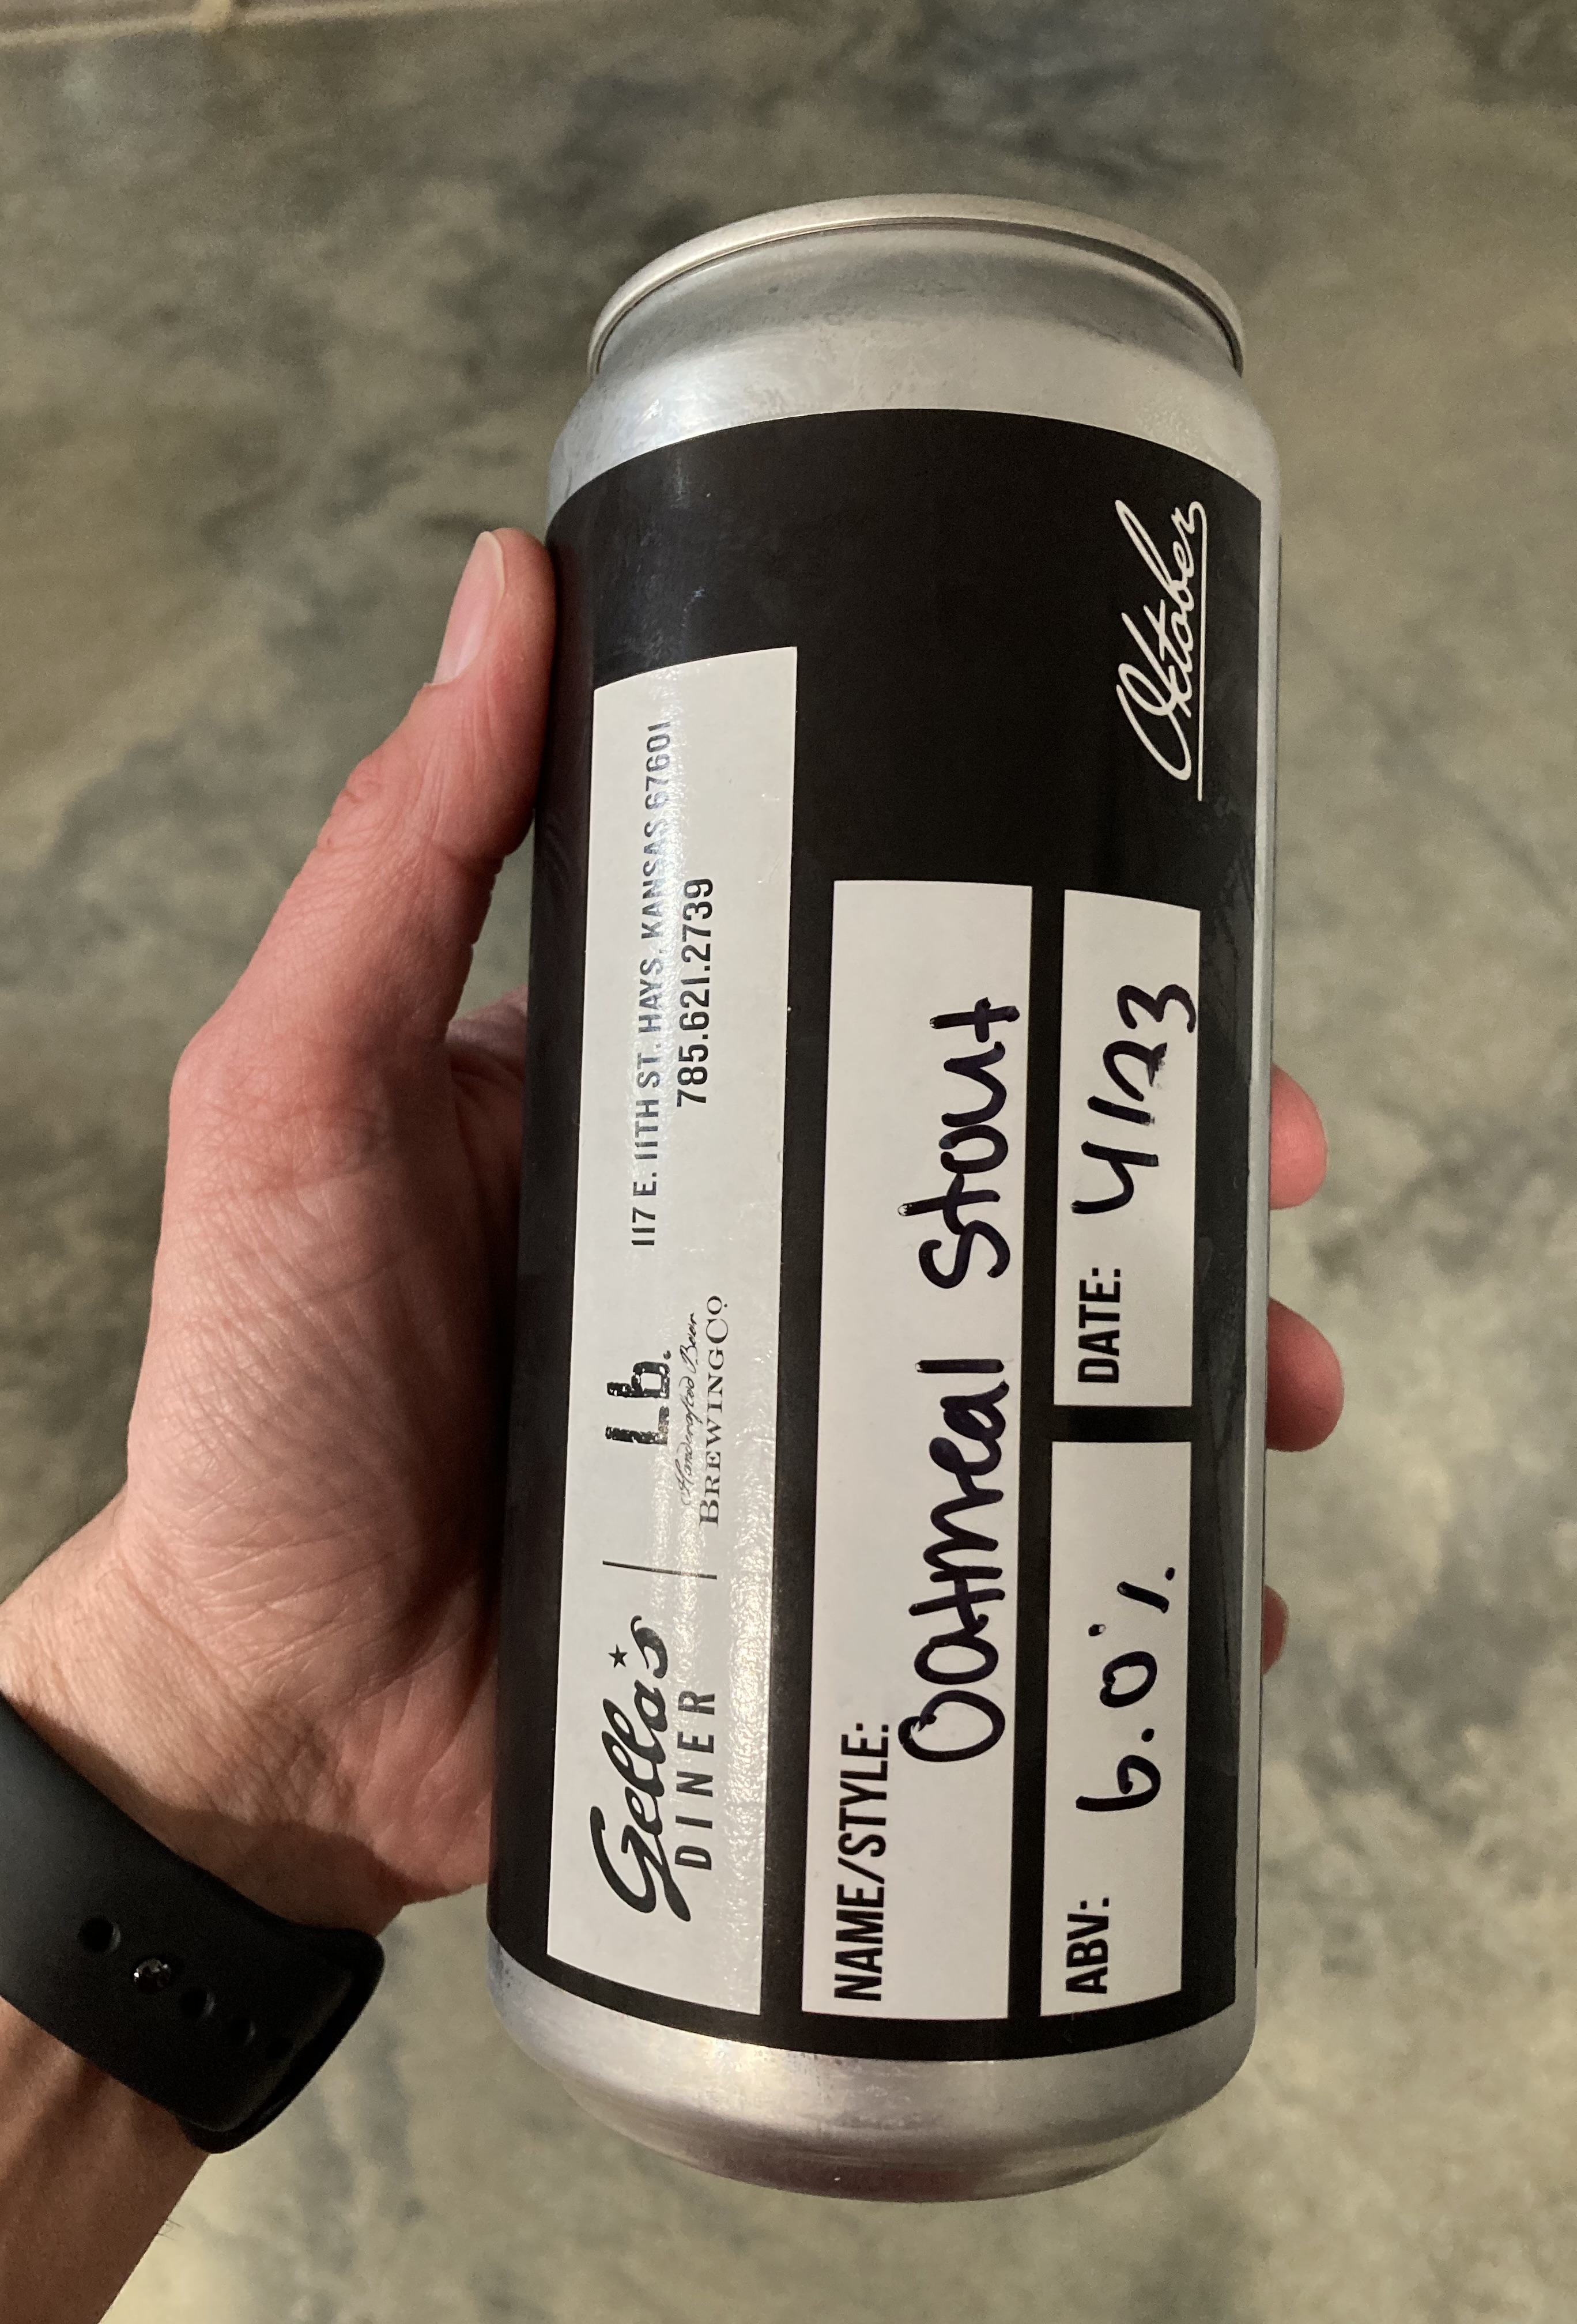 Gella's
DINER
Lb.
Handcrafted Beer
BREWING CO
117 E. 11TH ST. HAYS, KANSAS 67601
785.621.2739
NAME/STYLE:
Oatmeal Stout
ABV: 6.0%
DATE: 4/23
Oktober